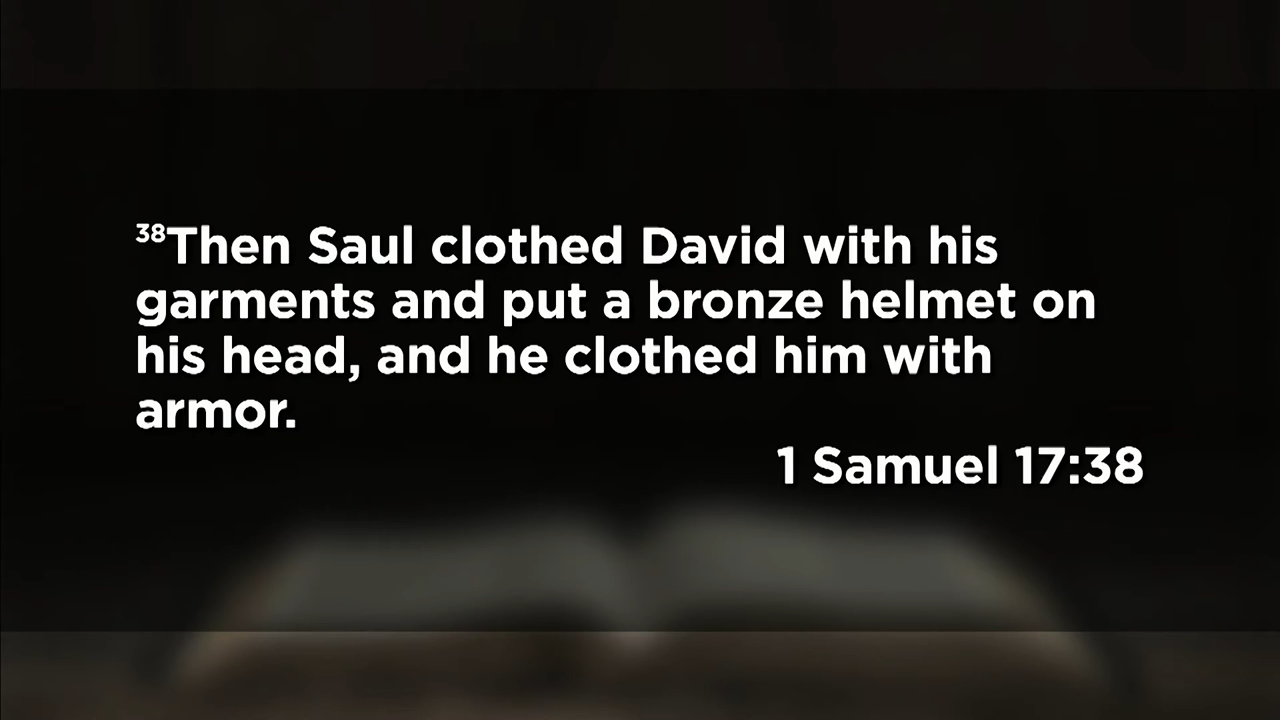 38Then Saul clothed David with his
garments and put a bronze helmet on
his head, and he clothed him with
armor.
1 Samuel 17:38